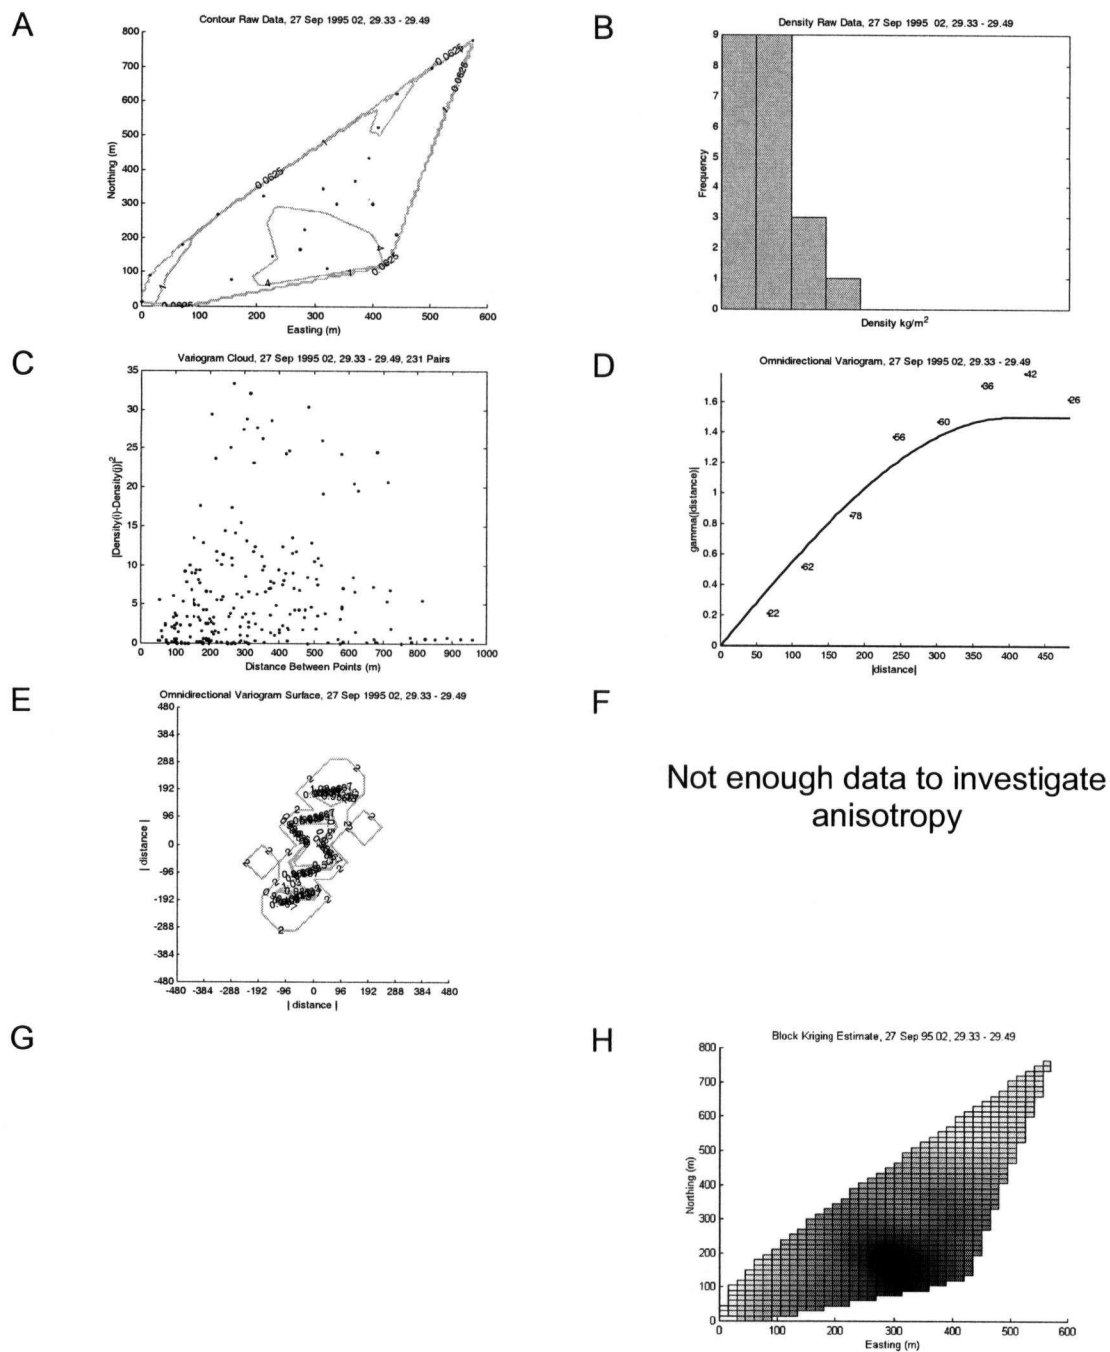 A
Contour Raw Data, 27 Sep 1995 02, 29.33 - 29.49
800
700
600
500
400
300
200
100
0
Northing (m)
0.0625
0.0625
1
1
0.0625
4
0.0625
1
4
1
0.0625
0 100 200 300 400 500 600
Easting (m)
B
Density Raw Data, 27 Sep 1995 02, 29.33 - 29.49
9
8
7
6
5
4
3
2
1
0
Frequency
Density kg/m²
C
Variogram Cloud, 27 Sep 1995 02, 29.33 - 29.49, 231 Pairs
35
30
25
20
15
10
5
0
|Density(i)-Density(j)|²
0 100 200 300 400 500 600 700 800 900 1000
Distance Between Points (m)
D
Omnidirectional Variogram, 27 Sep 1995 02, 29.33 - 29.49
1.6
1.4
1.2
1
0.8
0.6
0.4
0.2
0
gamma(|distance|)
42
36
26
60
56
78
62
22
0 50 100 150 200 250 300 350 400 450
|distance|
E
Omnidirectional Variogram Surface, 27 Sep 1995 02, 29.33 - 29.49
480
384
288
192
96
0
-96
-192
-288
-384
-480
| distance |
-480 -384 -288 -192 -96 0 96 192 288 384 480
| distance |
F
Not enough data to investigate
anisotropy
G
H
Block Kriging Estimate, 27 Sep 95 02, 29.33 - 29.49
800
700
600
500
400
300
200
100
0
Northing (m)
0 100 200 300 400 500 600
Easting (m)